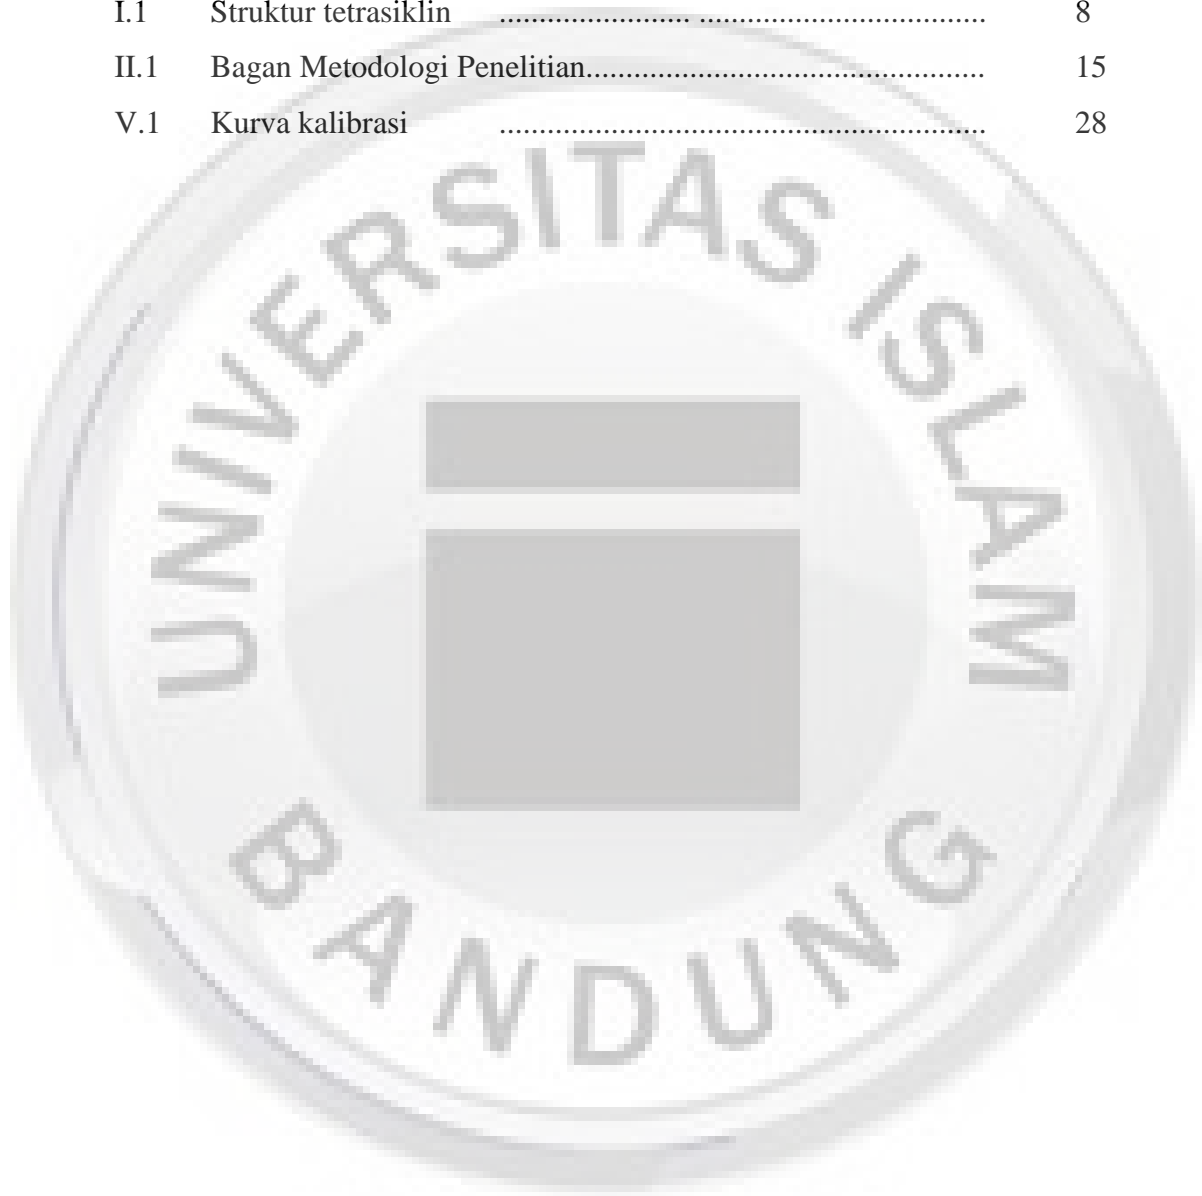 I.1 Struktur tetrasiklin ........................ .................................... 8
II.1 Bagan Metodologi Penelitian.................................................. 15
V.1 Kurva kalibrasi ............................................................. 28
UNIVERSITAS ISLAM
BANDUNG